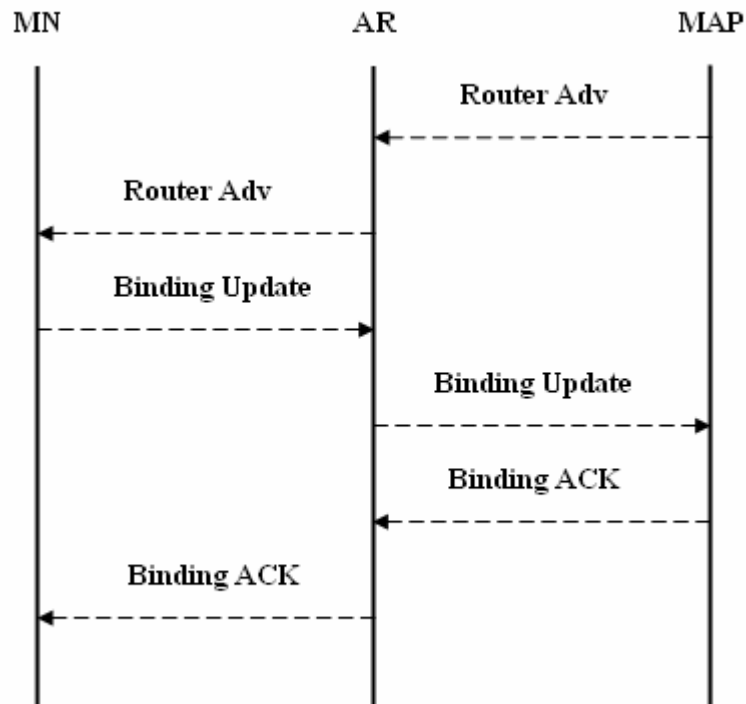 MN
AR
MAP
Router Adv
Router Adv
Binding Update
Binding Update
Binding ACK
Binding ACK